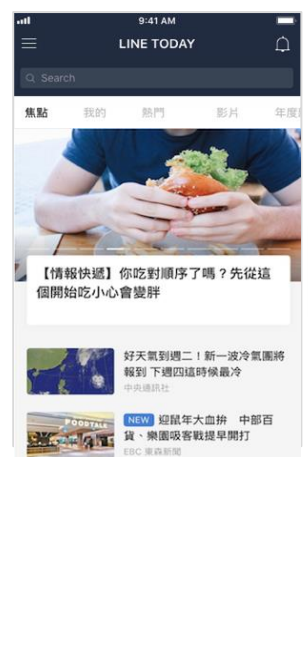 9:41 AM
LINE TODAY
Search
焦點 我的 熱門 影片 年度
【情報快遞】你吃對順序了嗎？先從這
個開始吃小心會變胖
好天氣到週二！新一波冷氣團將
報到 下週四這時候最冷
中央通訊社
FOODTALE
NEW 迎鼠年大血拚 中部百
貨、樂園吸客戰提早開打
EBC 東森新聞